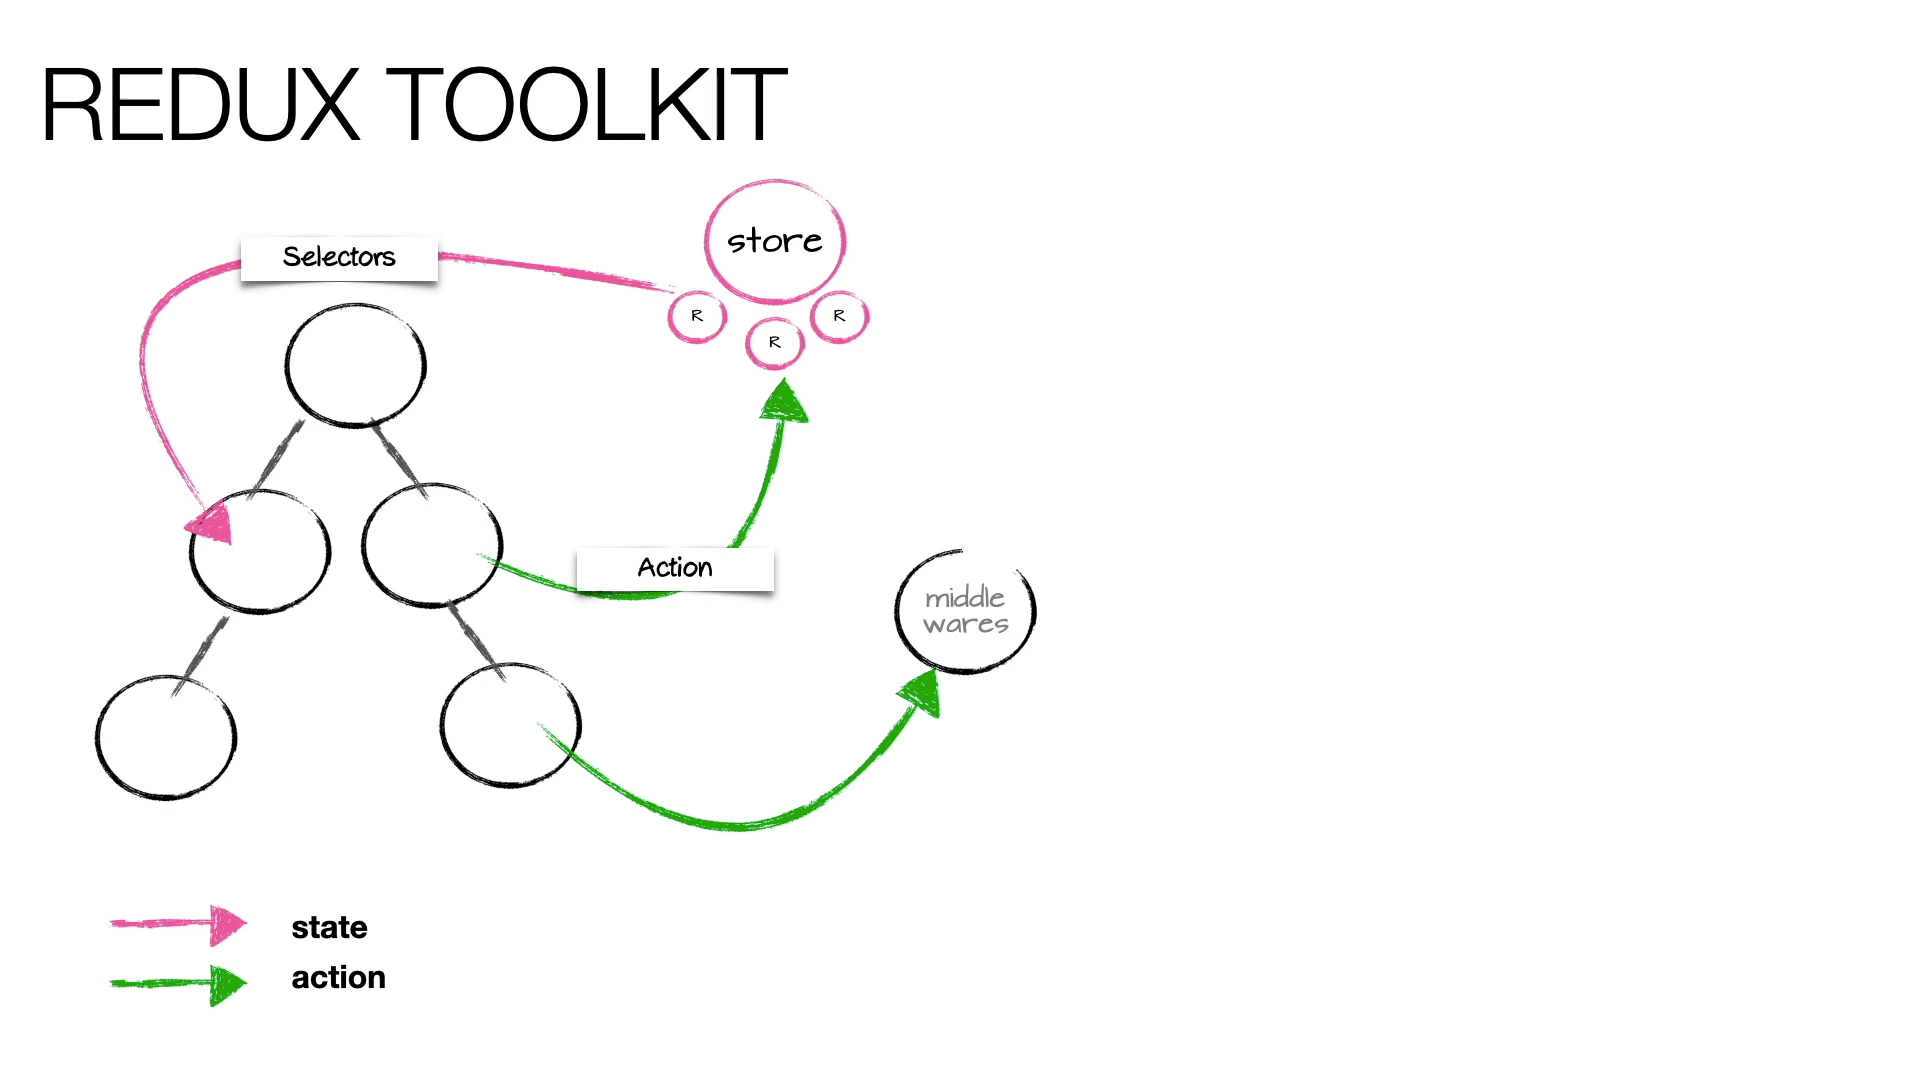 REDUX TOOLKIT
store
Selectors
R
R
R
Action
middle
wares
state
action